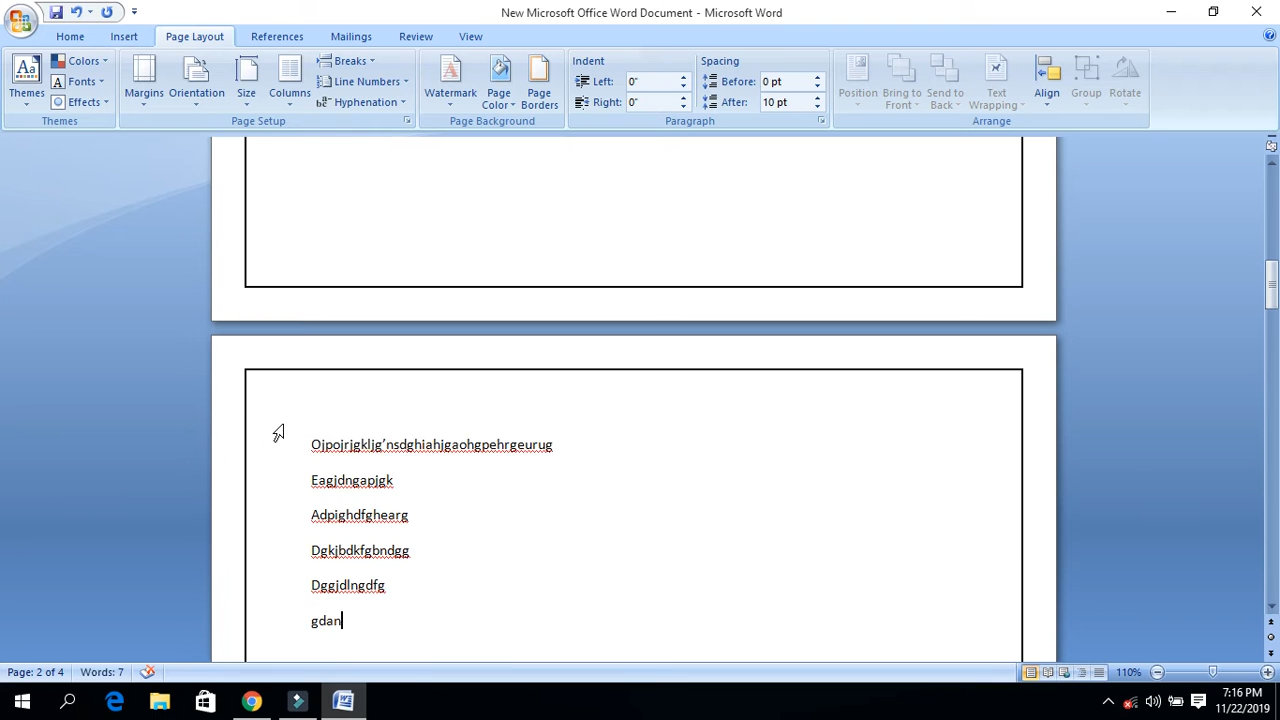 New Microsoft Office Word Document - Microsoft Word
Home Insert Page Layout References Mailings Review View
Themes Colors Fonts Effects Themes
Margins Orientation Size Columns Breaks Line Numbers Hyphenation Page Setup
Watermark Page Color Page Borders Page Background
Indent Spacing
Left: 0" Before: 0 pt
Right: 0" After: 10 pt
Paragraph
Position Bring to Front Send to Back Text Wrapping Align Group Rotate
Arrange
Ojpojrjgkljg’nsdghiahjgaohgpehrgeurug
Eagjdngapjgk
Adpighdfghearg
Dgkjbdkfgbndgg
Dggjdlngdfg
gdan
Page: 2 of 4 Words: 7 110%
7:16 PM
11/22/2019